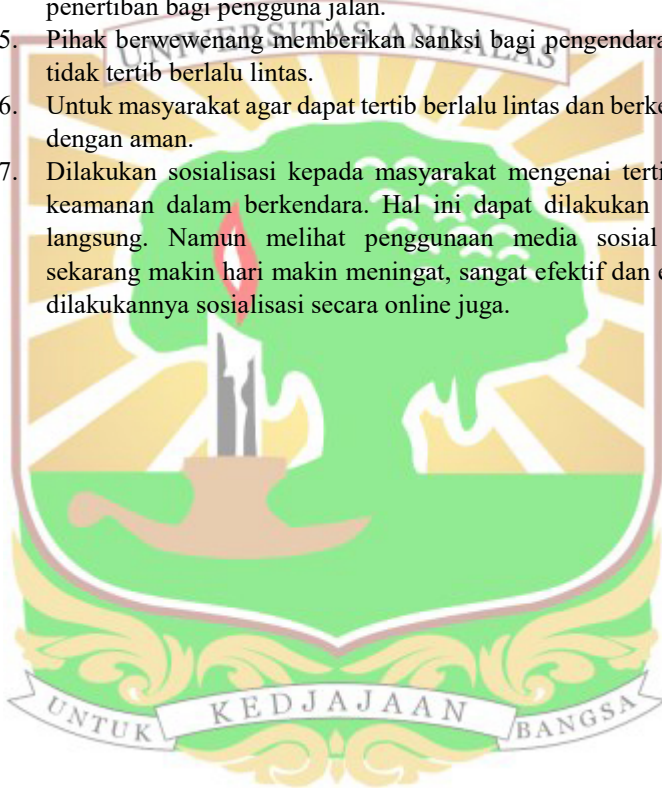 penertiban bagi pengguna jalan.
UNIVERSITAS ANDALAS
5. Pihak berwewenang memberikan sanksi bagi pengendara
tidak tertib berlalu lintas.
6. Untuk masyarakat agar dapat tertib berlalu lintas dan berke
dengan aman.
7. Dilakukan sosialisasi kepada masyarakat mengenai terti
keamanan dalam berkendara. Hal ini dapat dilakukan
langsung. Namun melihat penggunaan media sosial
sekarang makin hari makin meningat, sangat efektif dan e
dilakukannya sosialisasi secara online juga.
UNTUK KEDJAJAAN BANGSA